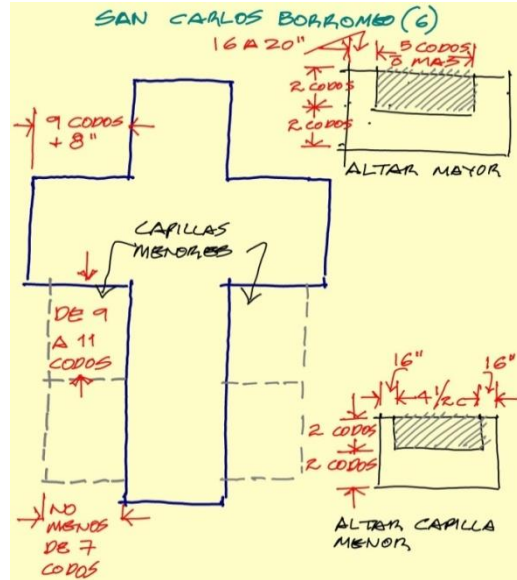 SAN CARLOS BORROMEO (6)
16 A 20"
5 CODOS
O MAS
2 CODOS
2 CODOS
ALTAR MAYOR
9 CODOS
+ 8"
CAPILLAS
MENORES
DE 9
A 11
CODOS
NO
MENOS
DE 7
CODOS
16"
16"
4 1/2 C
2 CODOS
2 CODOS
ALTAR CAPILLA
MENOR